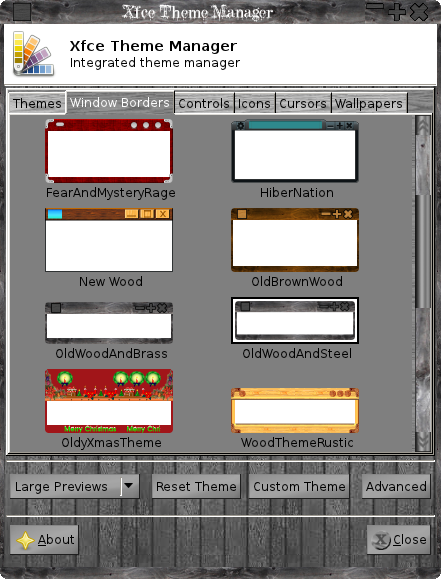 Xfce Theme Manager
Xfce Theme Manager
Integrated theme manager
Themes Window Borders Controls Icons Cursors Wallpapers
FearAndMysteryRage HiberNation
New Wood OldBrownWood
OldWoodAndBrass OldWoodAndSteel
Merry Christmas Merry Chri
OldyXmasTheme WoodThemeRustic
Large Previews Reset Theme Custom Theme Advanced
About Close